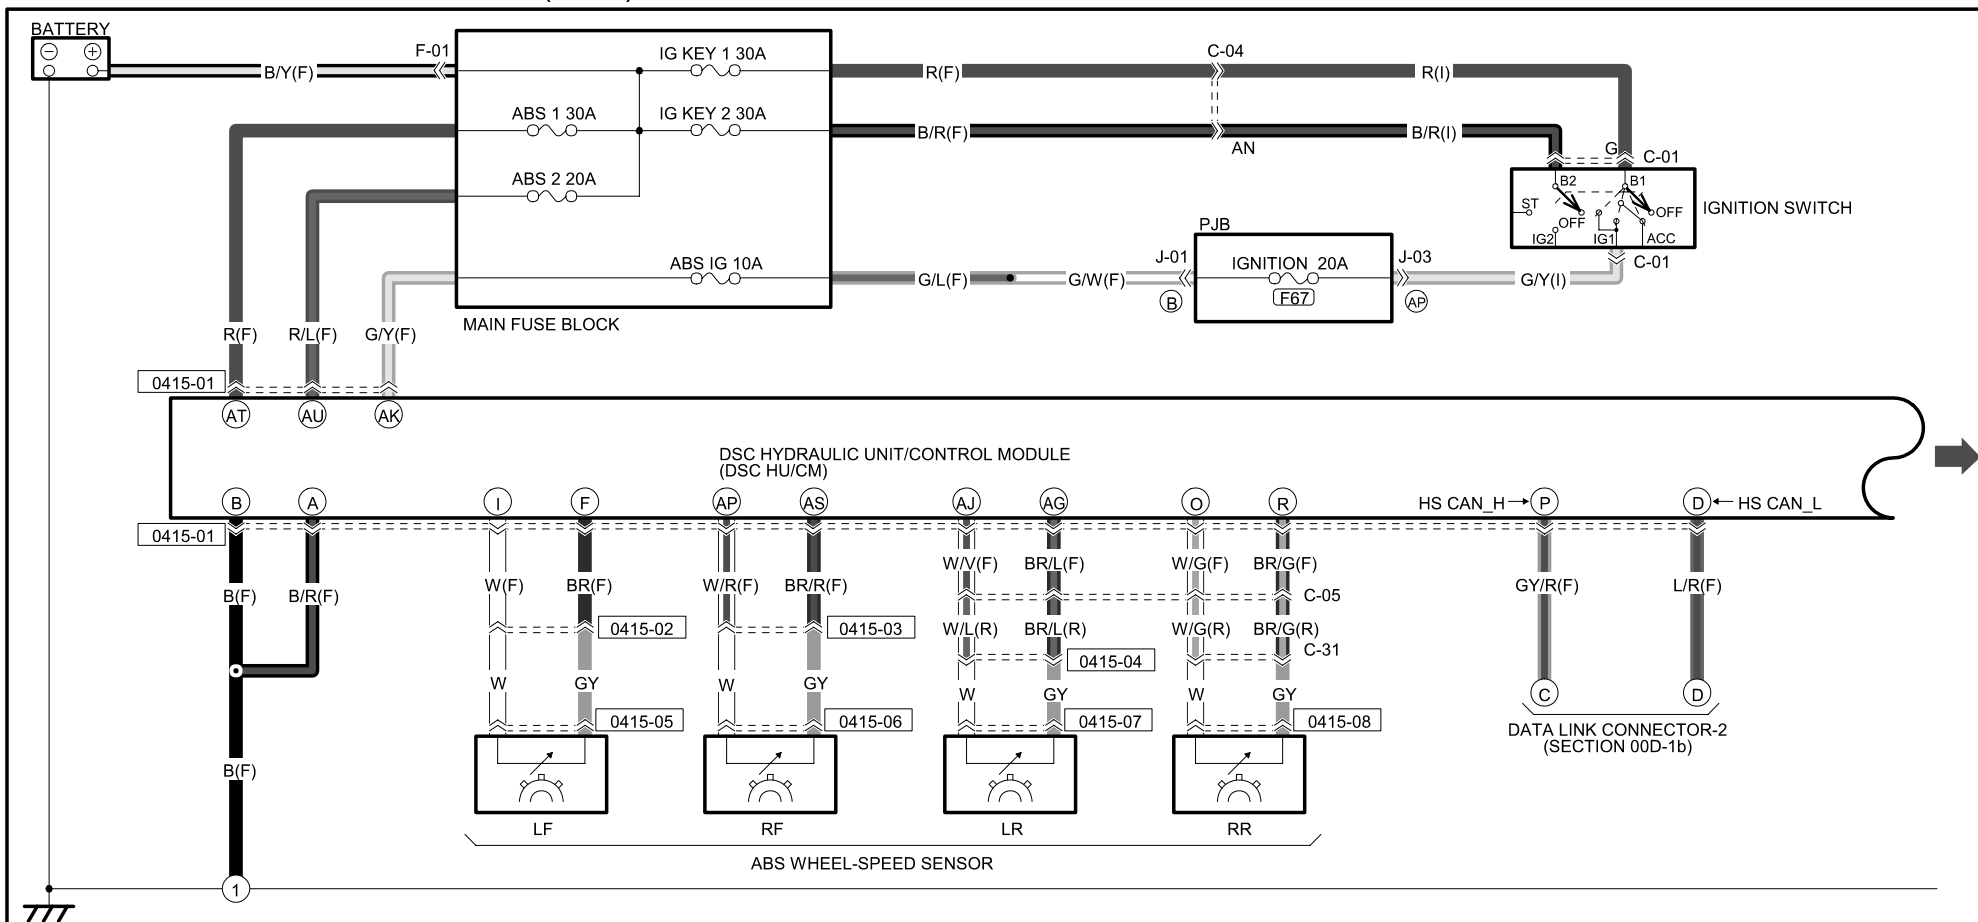 BATTERY
F-01
IG KEY 1 30A
C-04
B/Y(F)
R(F)
R(I)
ABS 1 30A
IG KEY 2 30A
B/R(F)
B/R(I)
AN
G
C-01
ABS 2 20A
B2
B1
ST
OFF
OFF
IG2
IG1
ACC
IGNITION SWITCH
PJB
ABS IG 10A
J-01
IGNITION 20A
J-03
C-01
G/L(F)
G/W(F)
G/Y(I)
B
F67
AP
MAIN FUSE BLOCK
R(F)
R/L(F)
G/Y(F)
0415-01
AT
AU
AK
DSC HYDRAULIC UNIT/CONTROL MODULE
(DSC HU/CM)
B
A
I
F
AP
AS
AJ
AG
O
R
HS CAN_H
P
D
HS CAN_L
0415-01
W/V(F)
BR/L(F)
W/G(F)
BR/G(F)
B(F)
B/R(F)
W(F)
BR(F)
W/R(F)
BR/R(F)
C-05
GY/R(F)
L/R(F)
0415-02
0415-03
W/L(R)
BR/L(R)
W/G(R)
BR/G(R)
0415-04
C-31
W
GY
W
GY
W
GY
W
GY
C
D
0415-05
0415-06
0415-07
0415-08
DATA LINK CONNECTOR-2
(SECTION 00D-1b)
B(F)
LF
RF
LR
RR
ABS WHEEL-SPEED SENSOR
1